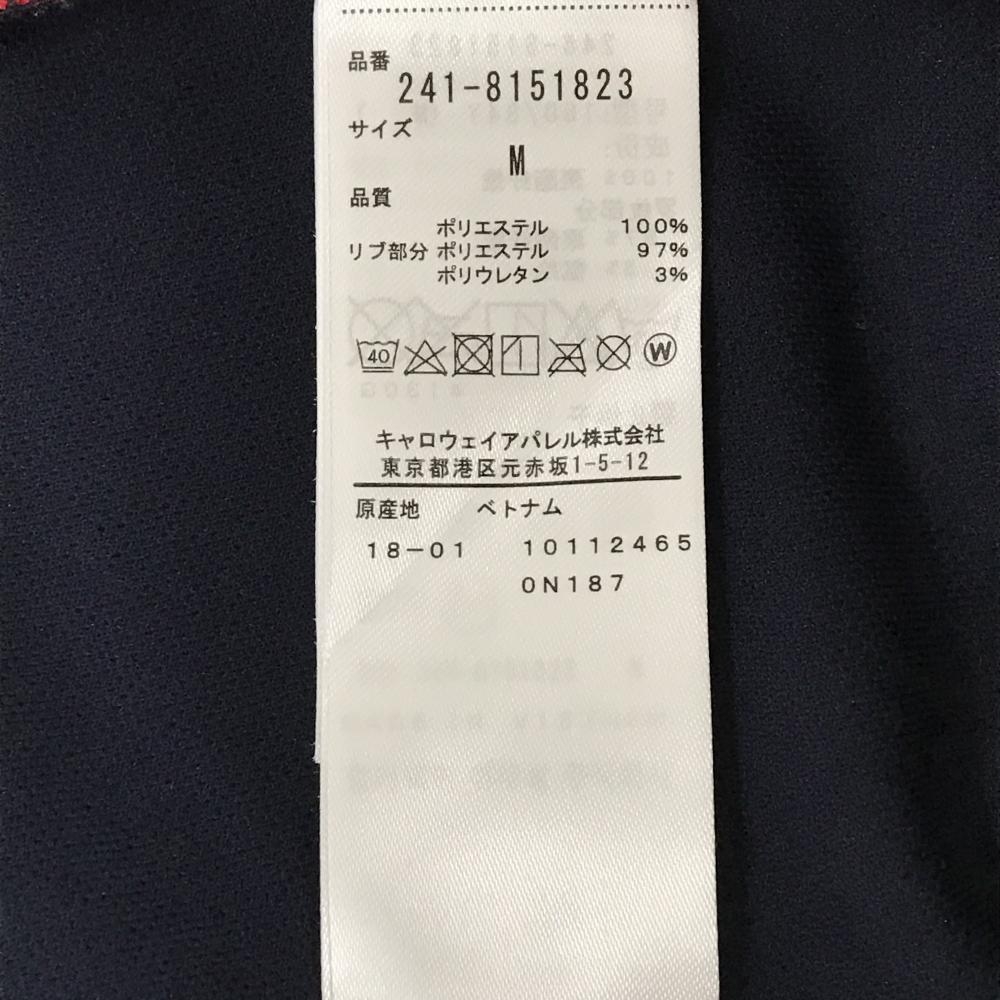 品番
241-8151823
サイズ
M
品質
ポリエステル 100%
リブ部分 ポリエステル 97%
ポリウレタン 3%
40 W
キャロウェイアパレル株式会社
東京都港区元赤坂1-5-12
原産地 ベトナム
18-01 10112465
0N187